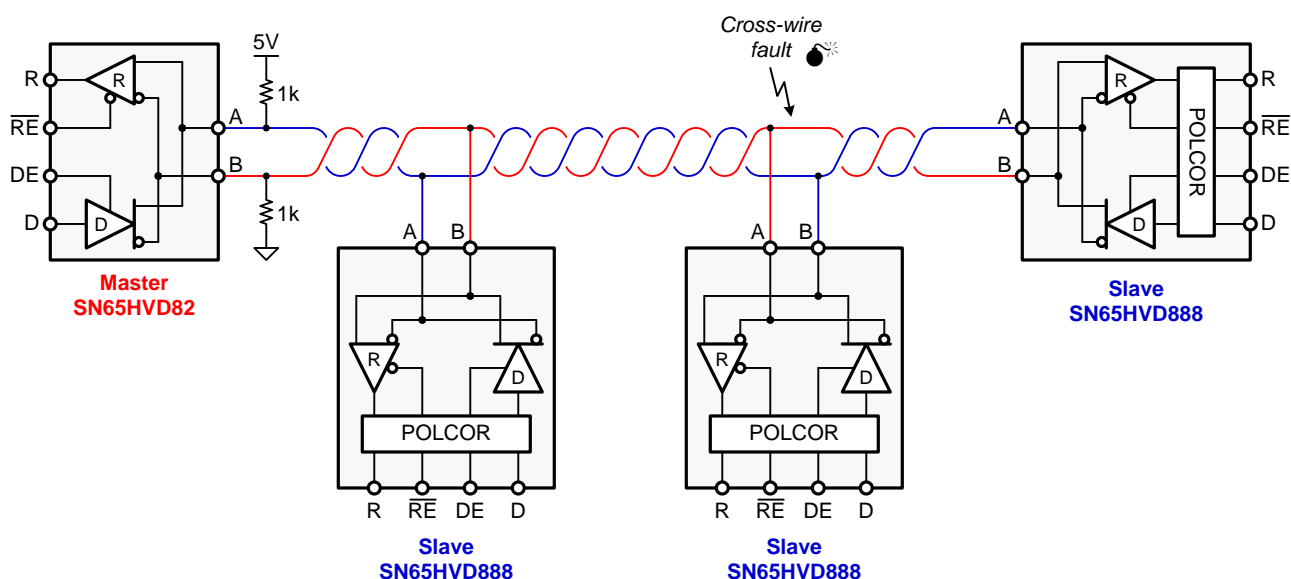 Cross-wire
fault
5V
1k
1k
R
RE
DE
D
R
D
A
B
Master
SN65HVD82
A
B
R
D
POLCOR
R
RE
DE
D
Slave
SN65HVD888
A B
R
D
POLCOR
R RE DE D
Slave
SN65HVD888
A B
R
D
POLCOR
R RE DE D
Slave
SN65HVD888